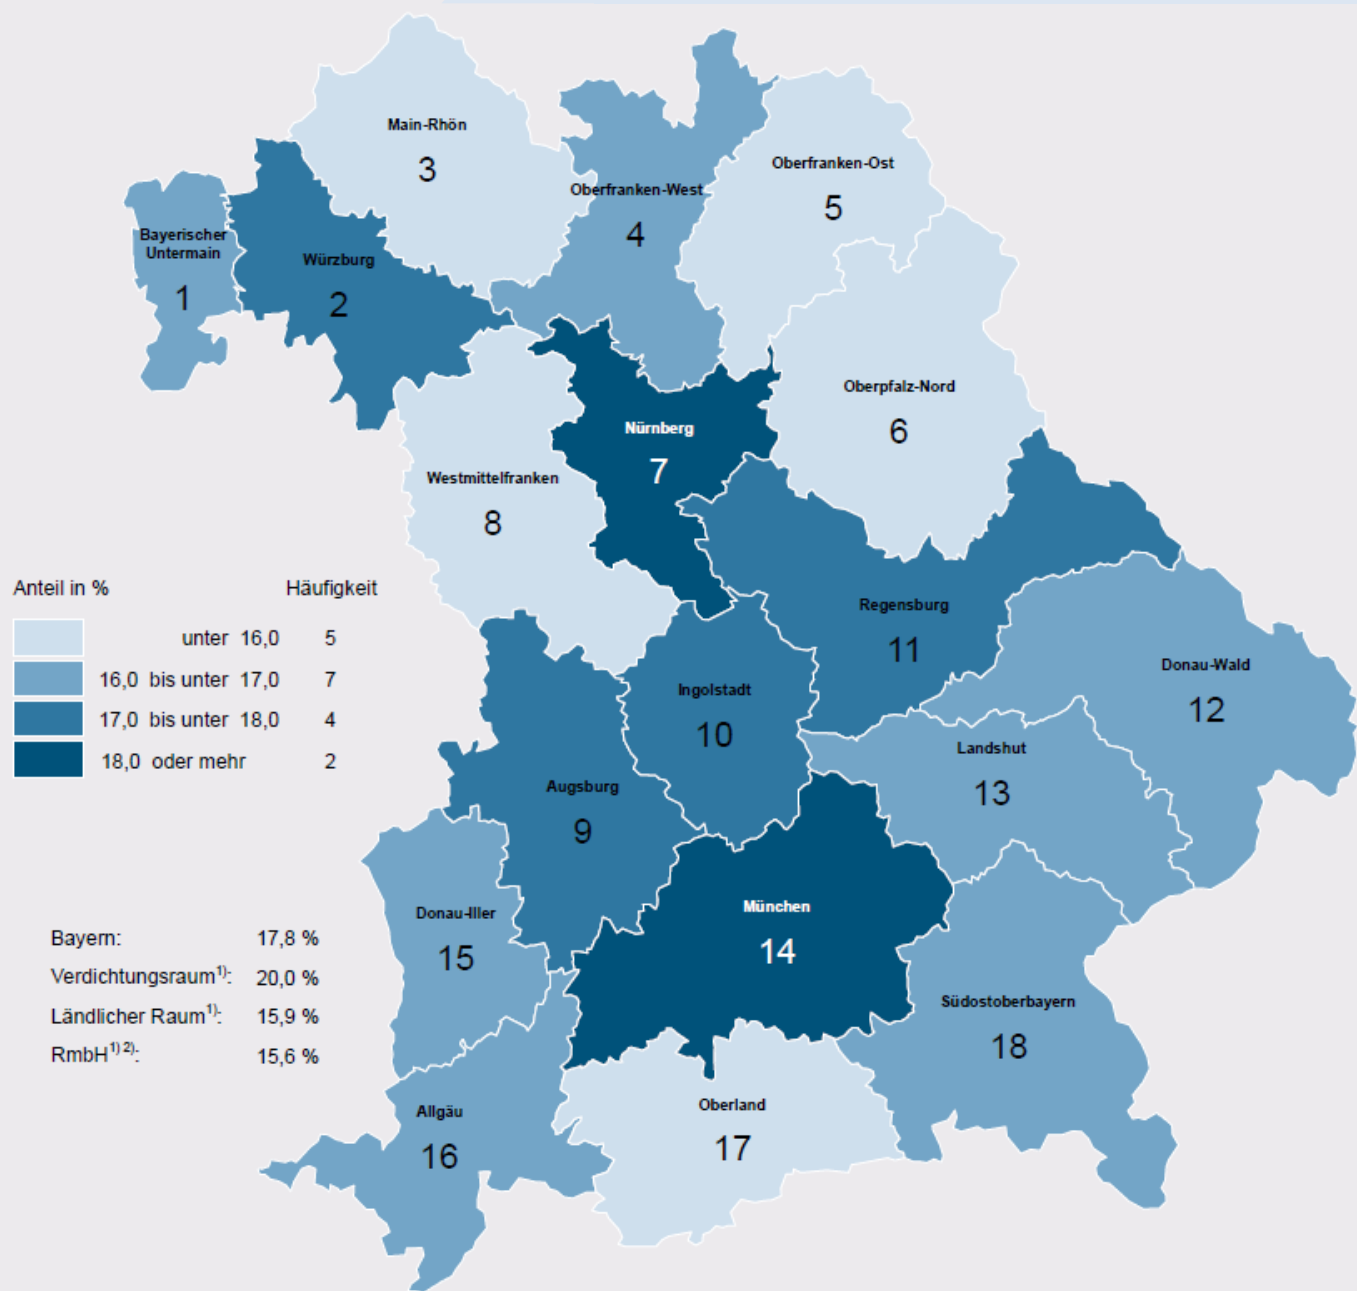 Main-Rhön
3
Oberfranken-Ost
5
Oberfranken-West
4
Bayerischer
Untermain
1
Würzburg
2
Oberpfalz-Nord
6
Nürnberg
7
Westmittelfranken
8
Anteil in % Häufigkeit
unter 16,0 5
16,0 bis unter 17,0 7
17,0 bis unter 18,0 4
18,0 oder mehr 2
Regensburg
11
Donau-Wald
12
Ingolstadt
10
Landshut
13
Augsburg
9
München
14
Donau-Iller
15
Bayern: 17,8 %
Verdichtungsraum1): 20,0 %
Ländlicher Raum1): 15,9 %
RmbH1) 2): 15,6 %
Südostoberbayern
18
Allgäu
16
Oberland
17